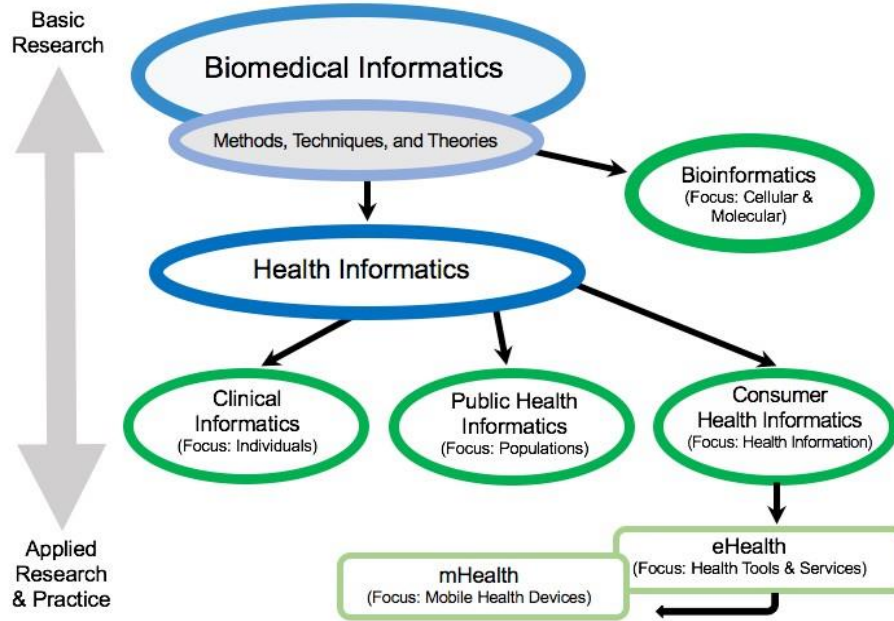 Basic
Research
Biomedical Informatics
Methods, Techniques, and Theories
Bioinformatics
(Focus: Cellular &
Molecular)
Health Informatics
Clinical
Informatics
(Focus: Individuals)
Public Health
Informatics
(Focus: Populations)
Consumer
Health Informatics
(Focus: Health Information)
Applied
Research
& Practice
eHealth
(Focus: Health Tools & Services)
mHealth
(Focus: Mobile Health Devices)